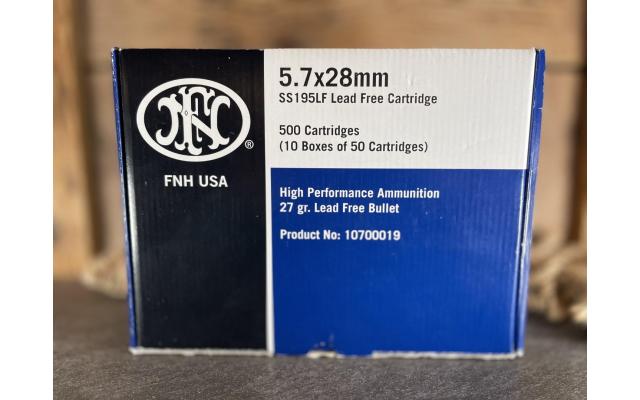 FN
®
FNH USA
5.7x28mm
SS195LF Lead Free Cartridge
500 Cartridges
(10 Boxes of 50 Cartridges)
High Performance Ammunition
27 gr. Lead Free Bullet
Product No: 10700019